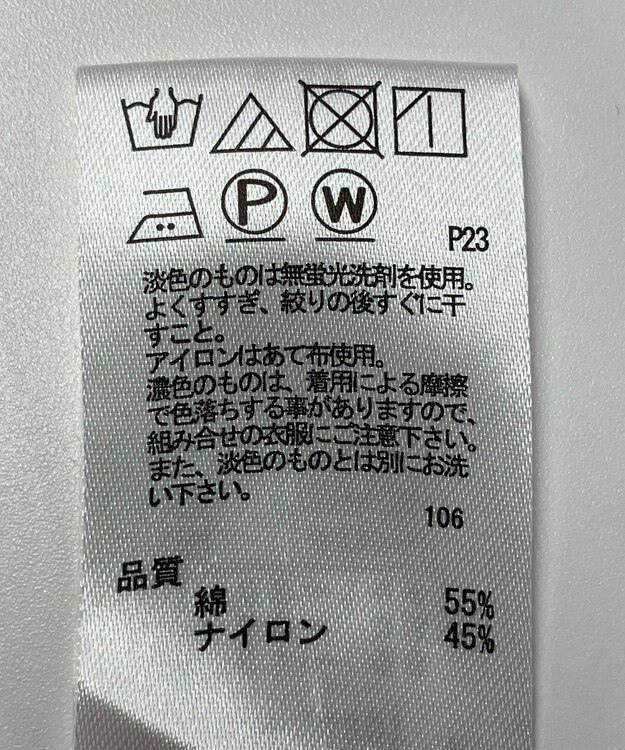 P W
P23
淡色のものは無蛍光洗剤を使用。
よくすすぎ、絞りの後すぐに干
すこと。
アイロンはあて布使用。
濃色のものは、着用による摩擦
で色落ちする事がありますので、
組み合せの衣服にご注意下さい。
また、淡色のものとは別にお洗
い下さい。
106
品質
綿 55%
ナイロン 45%